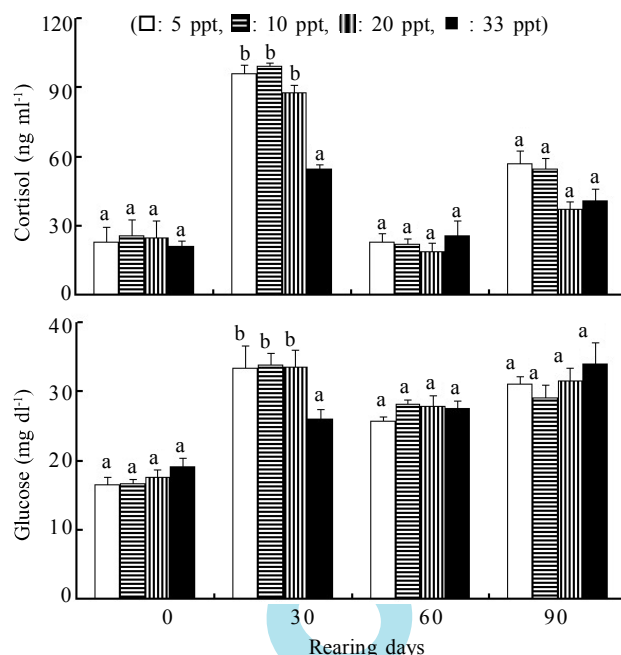 120
(□: 5 ppt, ▤: 10 ppt, ▥: 20 ppt, ■: 33 ppt)
b b b
90
a
a a
60
a a
a a a a
a a a a
30
0
Cortisol (ng ml⁻¹)
40
b b b
a
a
a a
30
a
a a a a
a a a a
20
10
0
Glucose (mg dl⁻¹)
0 30 60 90
Rearing days